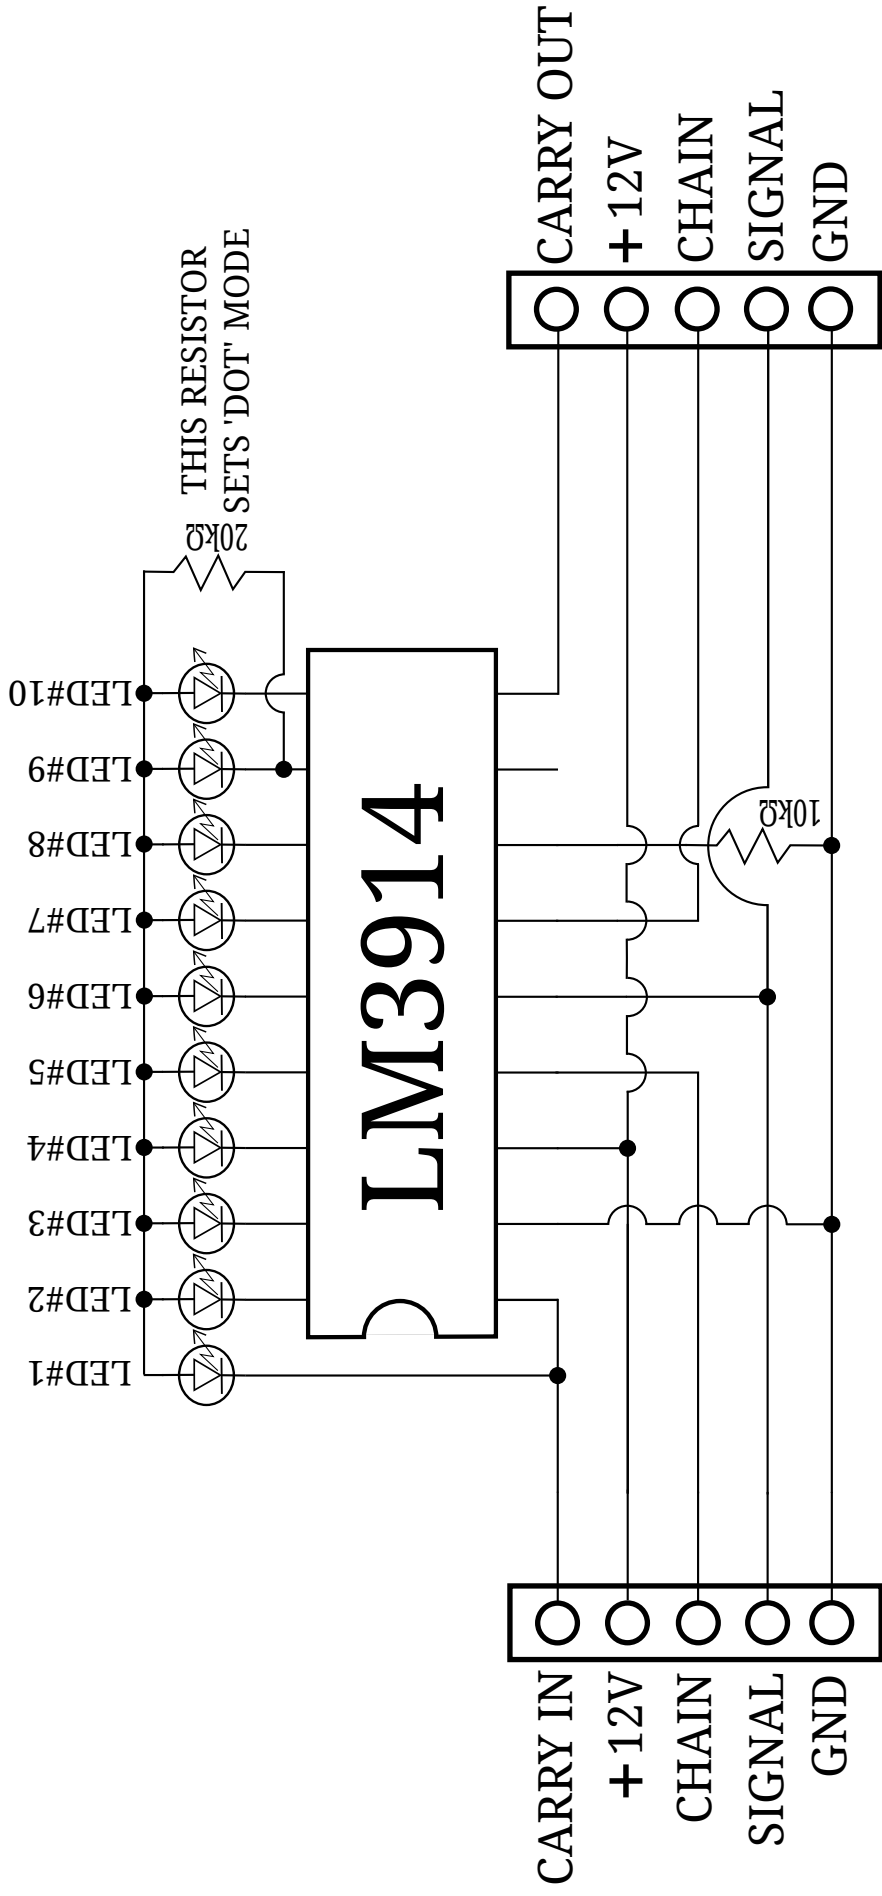 CARRY OUT
+12V
CHAIN
SIGNAL
GND
THIS RESISTOR
SETS 'DOT' MODE
20kΩ
LED#10
LED#9
LED#8
LED#7
LED#6
LED#5
LED#4
LED#3
LED#2
LED#1
LM3914
10kΩ
CARRY IN
+12V
CHAIN
SIGNAL
GND